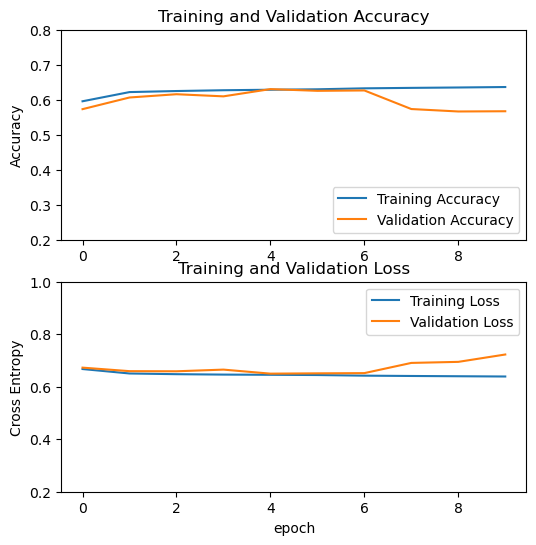 Training and Validation Accuracy
0.8
0.7
0.6
0.5
0.4
0.3
0.2
Accuracy
Training Accuracy
Validation Accuracy
0 2 4 6 8
Training and Validation Loss
1.0
0.8
0.6
0.4
0.2
Cross Entropy
Training Loss
Validation Loss
0 2 4 6 8
epoch